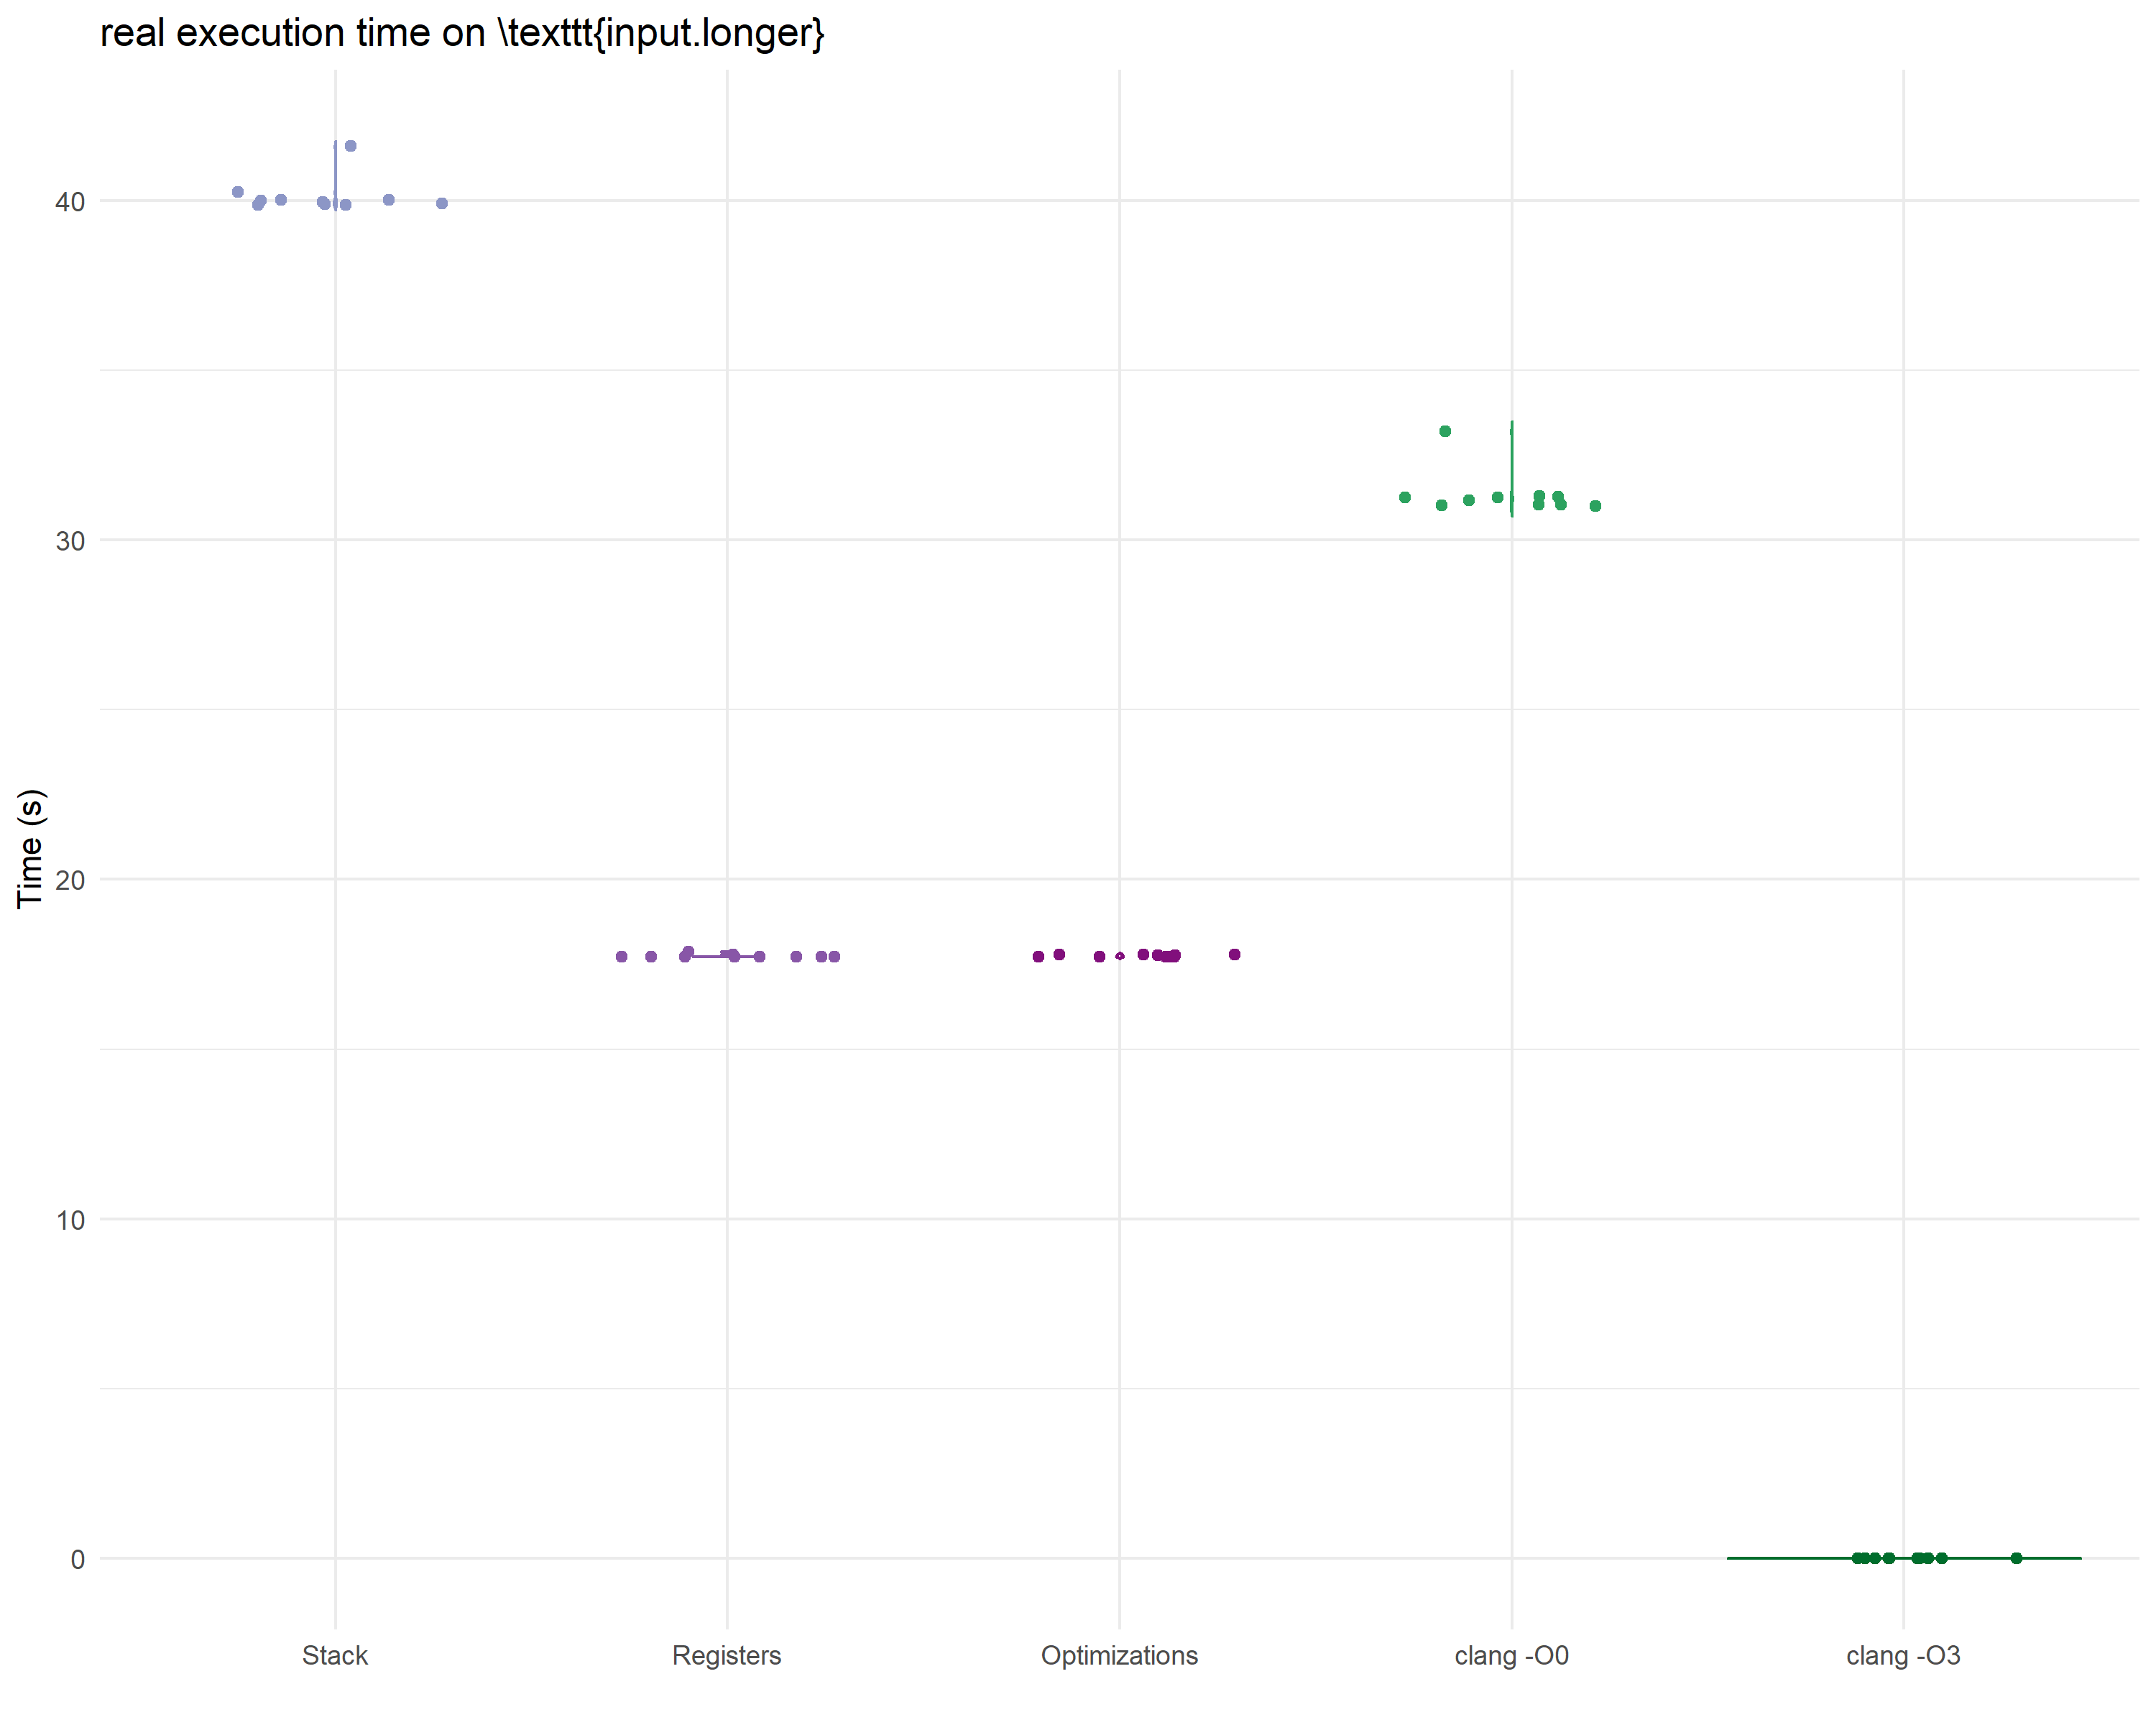 real execution time on \texttt{input.longer}
40
30
20
10
0
Time (s)
Stack
Registers
Optimizations
clang -O0
clang -O3